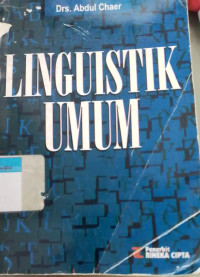 Drs. Abdul Chaer
LINGUISTIK
UMUM
Penerbit
RINEKA CIPTA